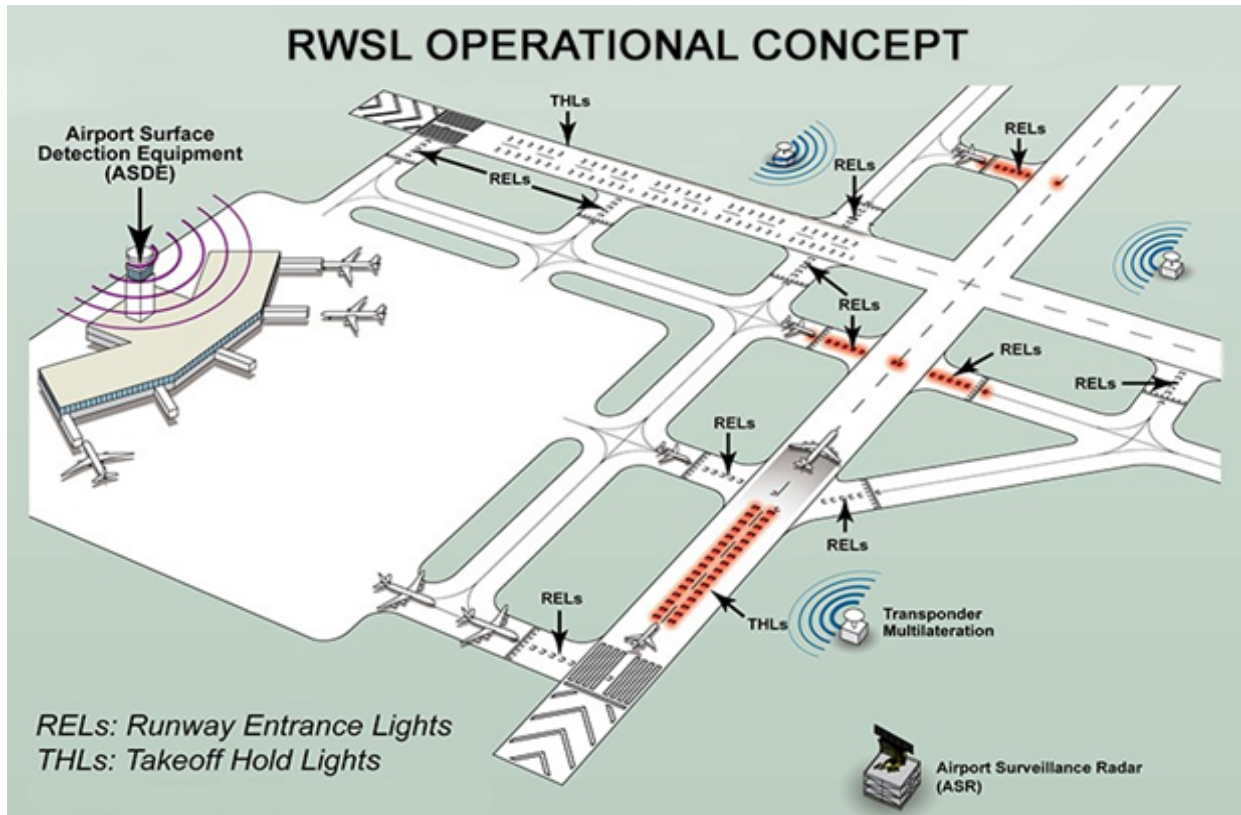 RWSL OPERATIONAL CONCEPT
THLs
Airport Surface
Detection Equipment
(ASDE)
RELs
RELs
RELs
RELs
RELs
RELs
RELs
RELs
THLs
RELs
Transponder
Multilateration
RELs: Runway Entrance Lights
THLs: Takeoff Hold Lights
Airport Surveillance Radar
(ASR)